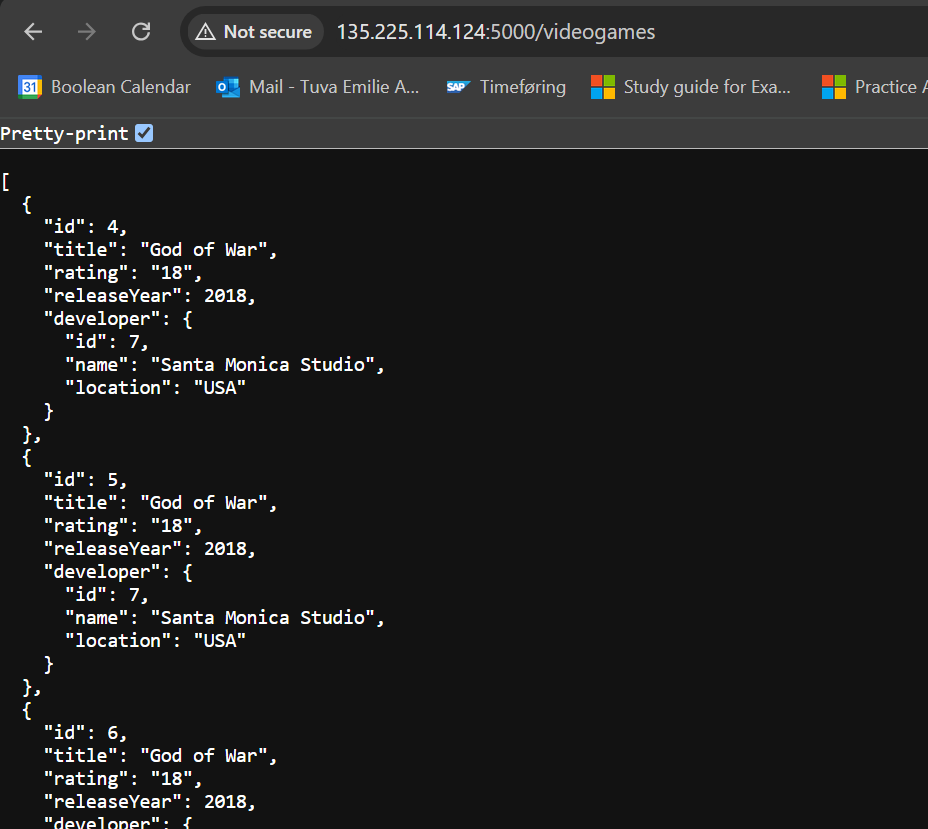 Not secure 135.225.114.124:5000/videogames
31 Boolean Calendar Mail - Tuva Emilie A... SAP Timeføring Study guide for Exa... Practice A
Pretty-print
[
  {
    "id": 4,
    "title": "God of War",
    "rating": "18",
    "releaseYear": 2018,
    "developer": {
      "id": 7,
      "name": "Santa Monica Studio",
      "location": "USA"
    }
  },
  {
    "id": 5,
    "title": "God of War",
    "rating": "18",
    "releaseYear": 2018,
    "developer": {
      "id": 7,
      "name": "Santa Monica Studio",
      "location": "USA"
    }
  },
  {
    "id": 6,
    "title": "God of War",
    "rating": "18",
    "releaseYear": 2018,
    "developer": {